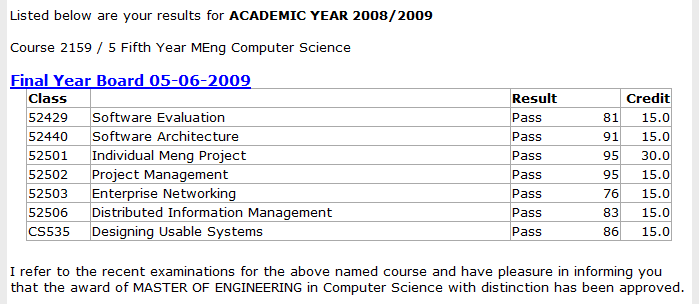 Listed below are your results for ACADEMIC YEAR 2008/2009
Course 2159 / 5 Fifth Year MEng Computer Science
Final Year Board 05-06-2009
Class Result Credit
52429 Software Evaluation Pass 81 15.0
52440 Software Architecture Pass 91 15.0
52501 Individual Meng Project Pass 95 30.0
52502 Project Management Pass 95 15.0
52503 Enterprise Networking Pass 76 15.0
52506 Distributed Information Management Pass 83 15.0
CS535 Designing Usable Systems Pass 86 15.0
I refer to the recent examinations for the above named course and have pleasure in informing you
that the award of MASTER OF ENGINEERING in Computer Science with distinction has been approved.